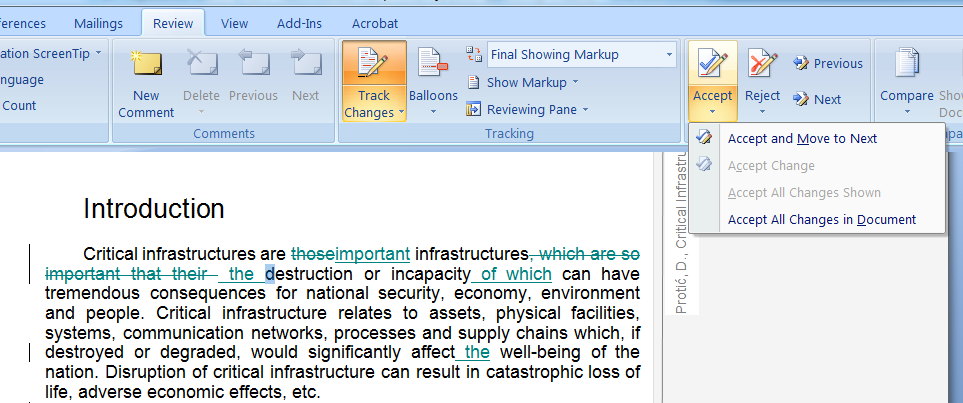 ferences Mailings Review View Add-Ins Acrobat
ation ScreenTip
nguage
Count
New Comment
Delete
Previous
Next
Comments
Track Changes
Balloons
Final Showing Markup
Show Markup
Reviewing Pane
Tracking
Accept
Reject
Previous
Next
Compare
Accept and Move to Next
Accept Change
Accept All Changes Shown
Accept All Changes in Document
Introduction
Critical infrastructures are thoseimportant infrastructures, which are so
important that their the destruction or incapacity of which can have
tremendous consequences for national security, economy, environment
and people. Critical infrastructure relates to assets, physical facilities,
systems, communication networks, processes and supply chains which, if
destroyed or degraded, would significantly affect the well-being of the
nation. Disruption of critical infrastructure can result in catastrophic loss of
life, adverse economic effects, etc.
Protić, D., Critical Infrastr